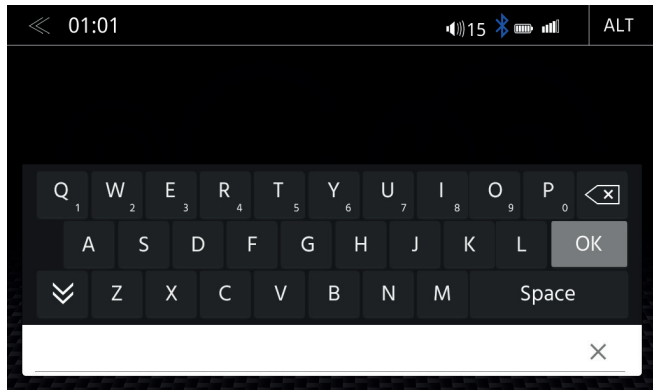 01:01 15 ALT
Q 1 W 2 E 3 R 4 T 5 Y 6 U 7 I 8 O 9 P 0
A S D F G H J K L OK
Z X C V B N M Space